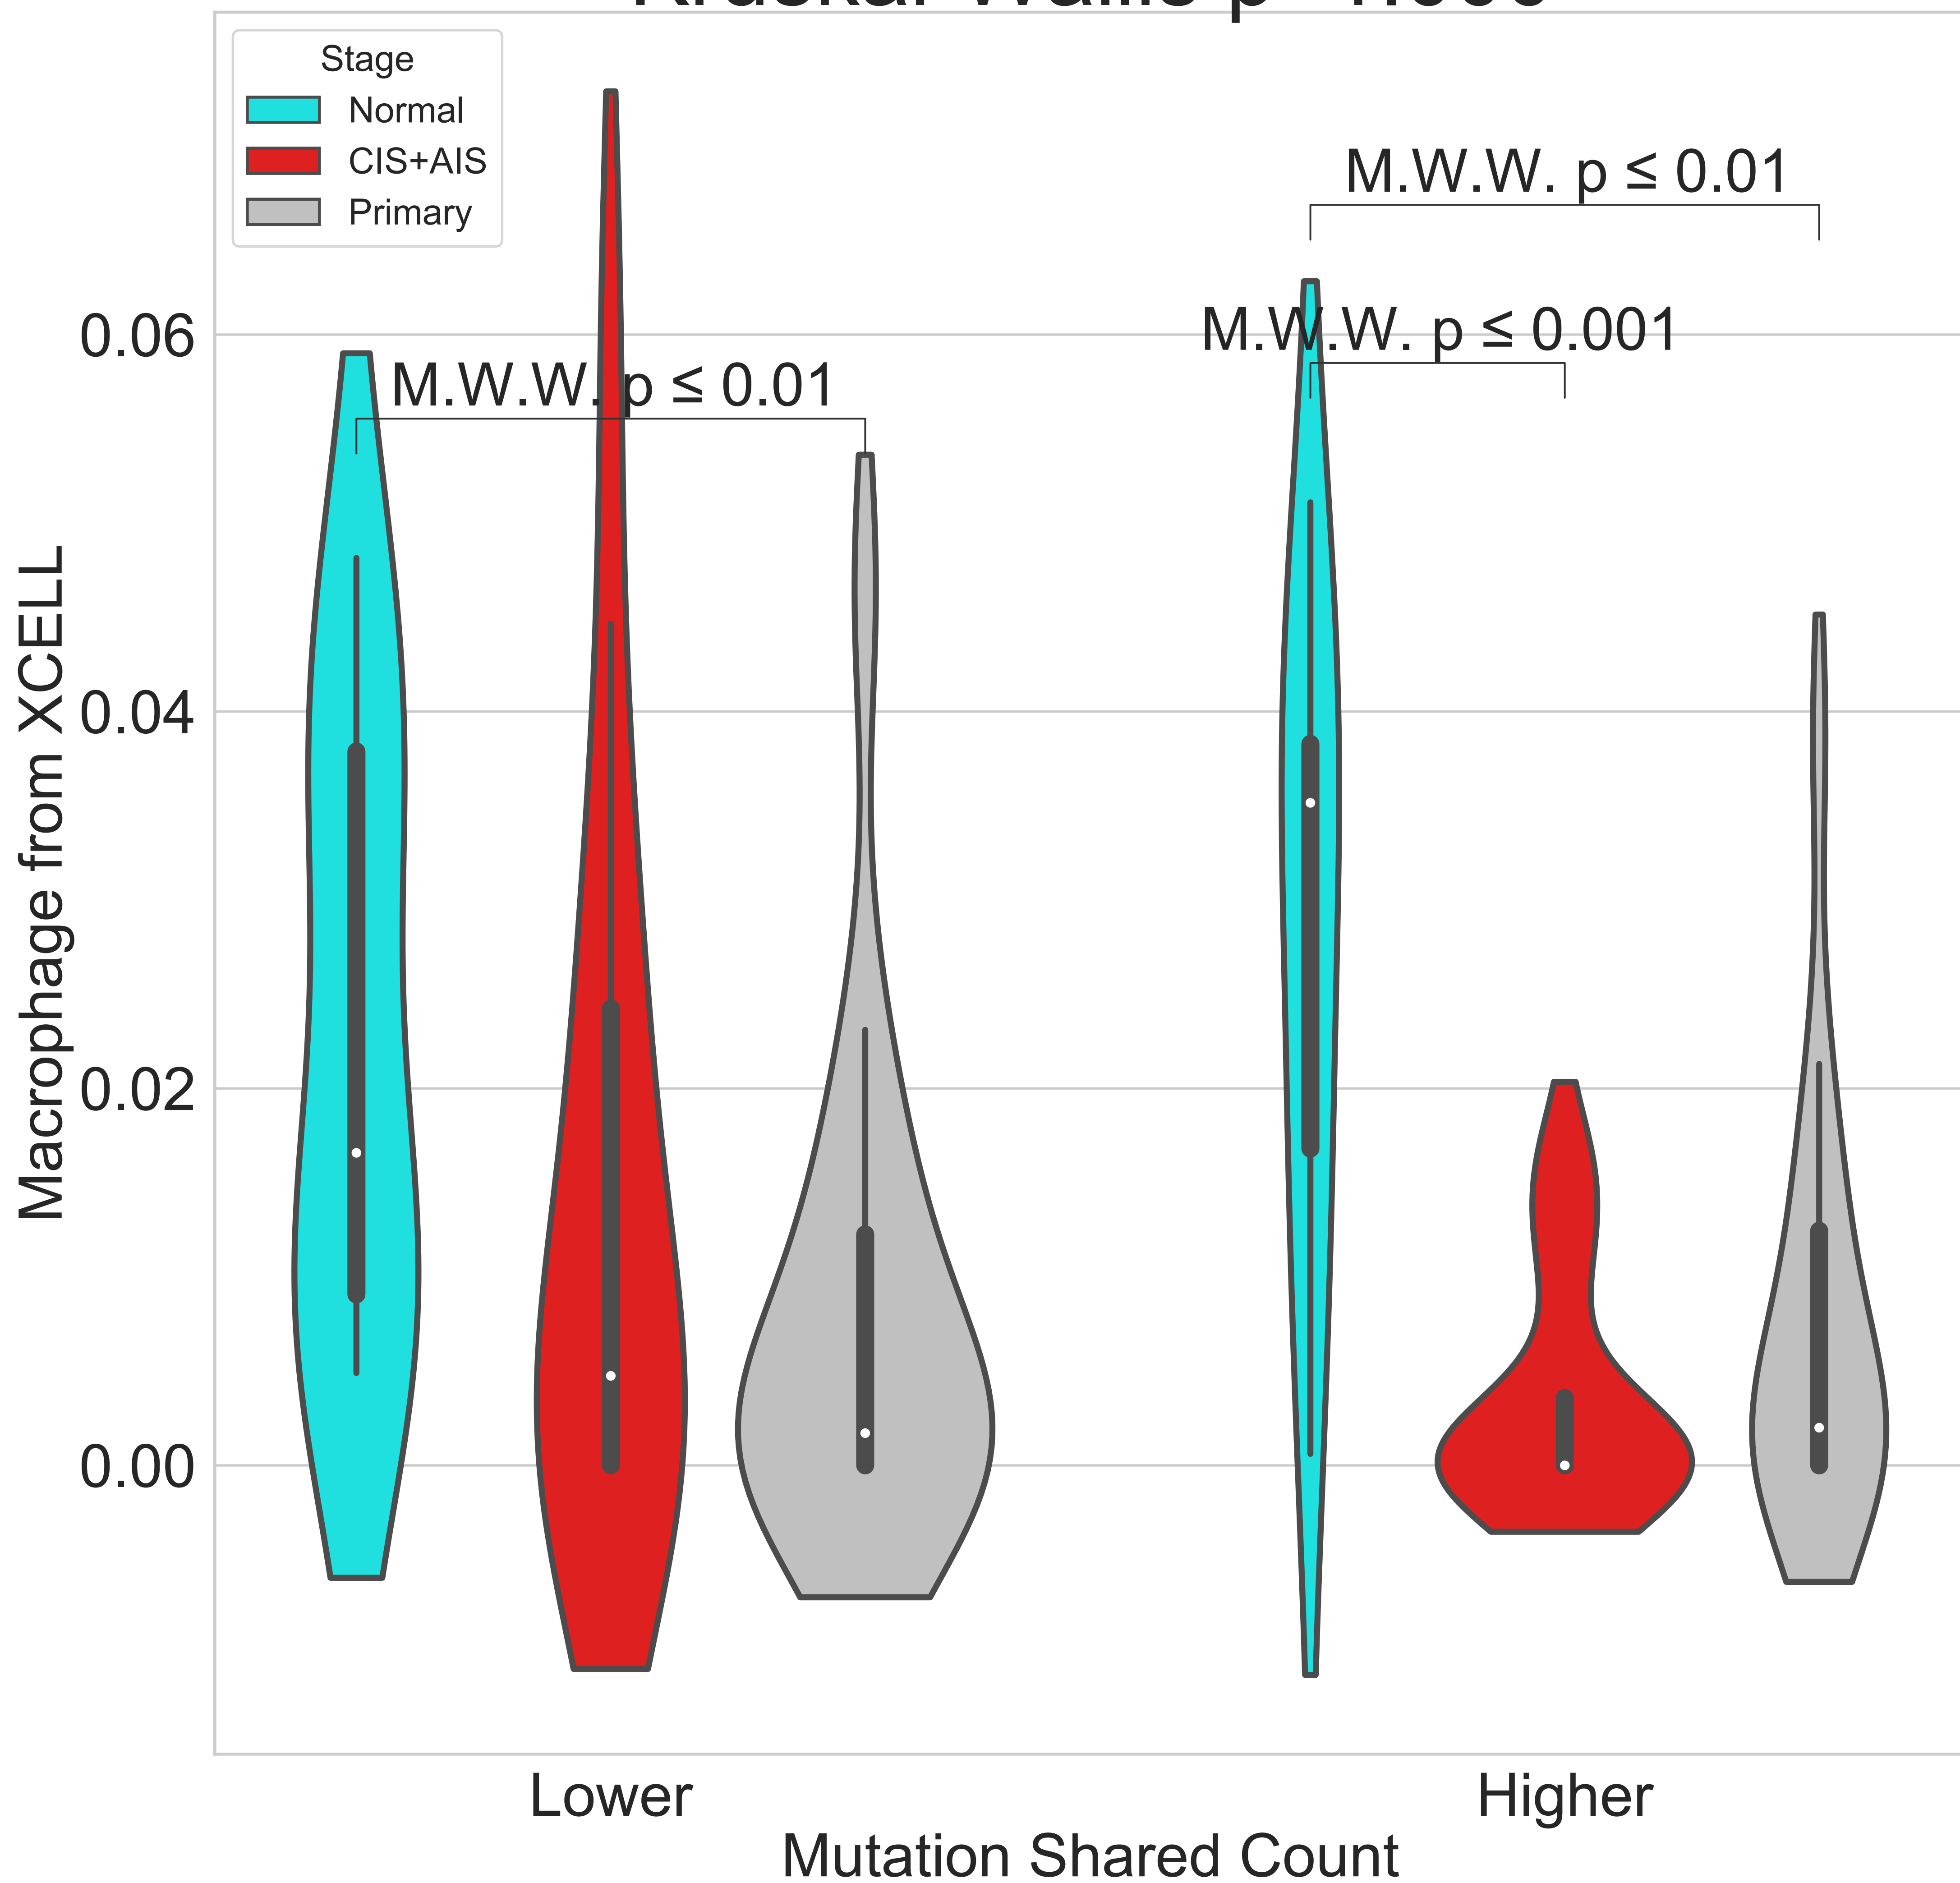 Stage
Normal
CIS+AIS
Primary
M.W.W. p ≤ 0.01
M.W.W. p ≤ 0.001
M.W.W. p ≤ 0.01
0.06
0.04
0.02
0.00
Macrophage from XCELL
Lower
Higher
Mutation Shared Count